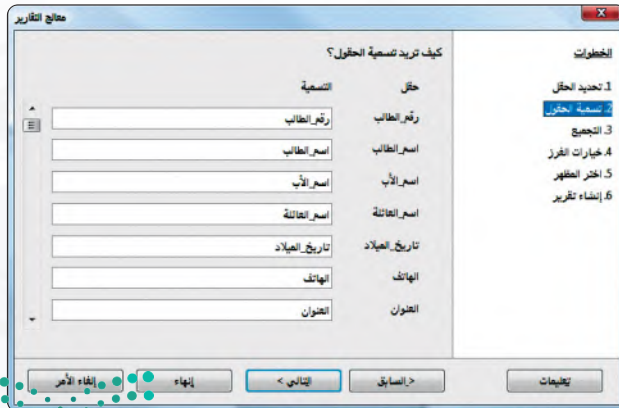 معالج التقارير
الخطوات
1. تحديد الحقل
2. تسمية الحقول
3. التجميع
4. خيارات الفرز
5. اختر المظهر
6. إنشاء تقرير
كيف تريد تسمية الحقول؟
حقل التسمية
رقم_الطالب رقم_الطالب
اسم_الطالب اسم_الطالب
اسم_الأب اسم_الأب
اسم_العائلة اسم_العائلة
تاريخ_الميلاد تاريخ_الميلاد
الهاتف الهاتف
العنوان العنوان
تعليمات < السابق التالي > إنهاء إلغاء الأمر